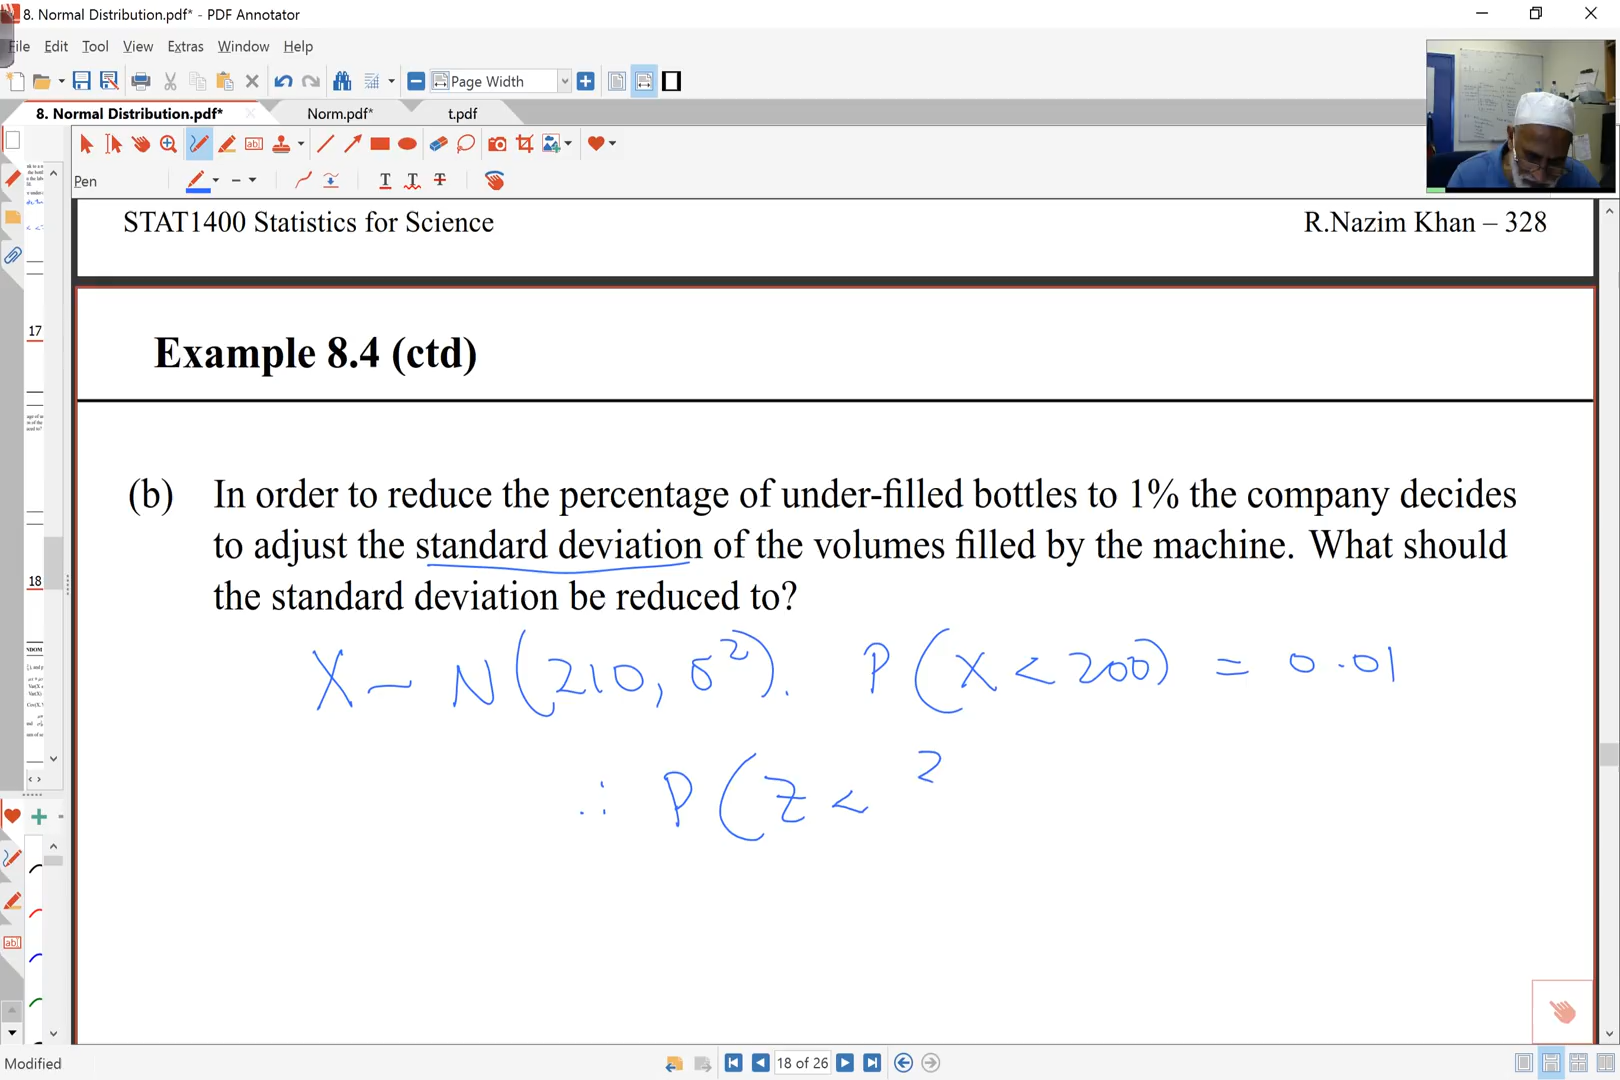 8. Normal Distribution.pdf* - PDF Annotator
File Edit Tool View Extras Window Help
Page Width
8. Normal Distribution.pdf* Norm.pdf* t.pdf
Pen
STAT1400 Statistics for Science R.Nazim Khan – 328
Example 8.4 (ctd)
(b) In order to reduce the percentage of under-filled bottles to 1% the company decides
to adjust the standard deviation of the volumes filled by the machine. What should
the standard deviation be reduced to?
X ~ N(210, σ²). P(X < 200) = 0.01
∴ P(Z < 2
17
18
Modified
18 of 26